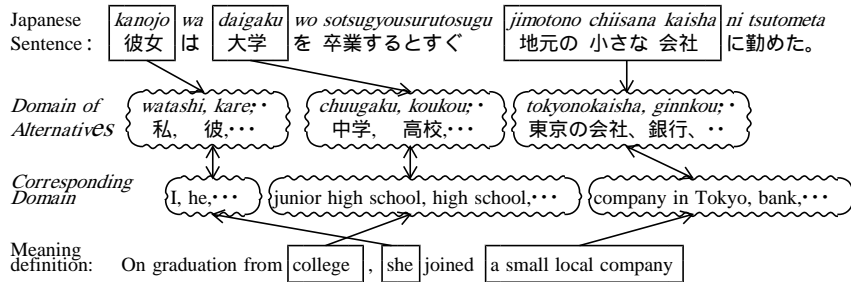 Japanese kanojo wa daigaku wo sotsugyousurutosugu jimotono chiisana kaisha ni tsutometa
Sentence : 彼女 は 大学 を 卒業するとすぐ 地元の 小さな 会社 に勤めた。
Domain of watashi, kare;·· chuugaku, koukou;·· tokyonokaisha, ginnkou;··
Alternatives 私, 彼,··· 中学, 高校,··· 東京の会社、銀行、··
Corresponding
Domain I, he,··· junior high school, high school,··· company in Tokyo, bank,···
Meaning
definition: On graduation from college , she joined a small local company